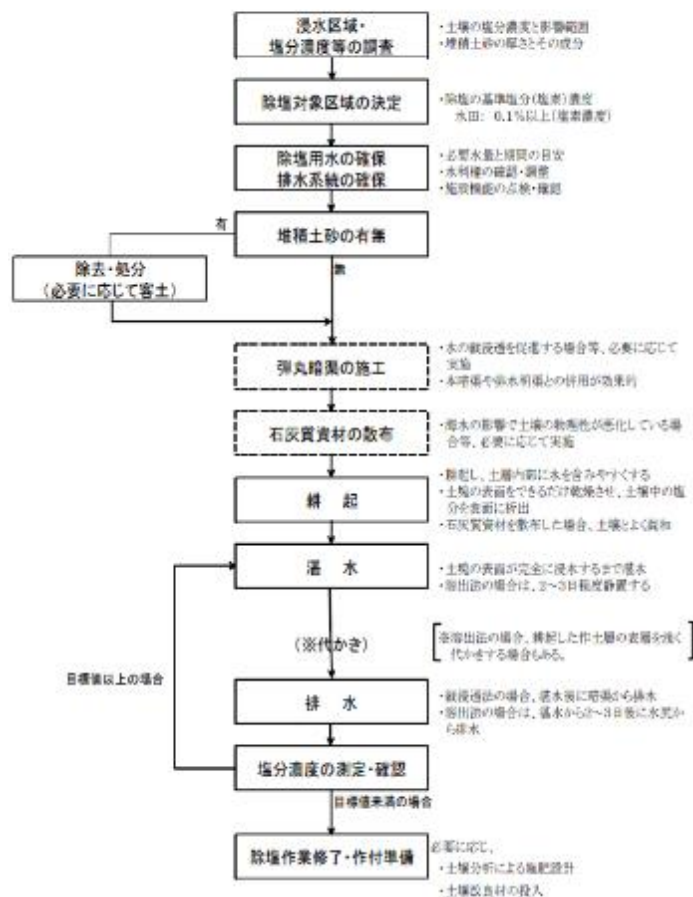 浸水区域・
塩分濃度等の調査
・土壌の塩分濃度と影響範囲
・堆積土砂の厚さとその成分
除塩対象区域の決定
・除塩の基準塩分(塩素)濃度
水田: 0.1%以上(塩素濃度)
除塩用水の確保
排水系統の確保
・必要水量と期間の目安
・水利権の確認・調整
・施設機能の点検・確認
有
堆積土砂の有無
除去・処分
(必要に応じて客土)
無
弾丸暗渠の施工
・水の縦浸透を促進する場合等、必要に応じて
実施
・本暗渠や排水明渠との併用が効果的
石灰質資材の散布
・海水の影響で土壌の物理性が悪化している場
合等、必要に応じて実施
耕 起
・耕起し、土層内部に水を含みやすくする
・土壌の表面をできるだけ乾燥させ、土壌中の塩
分を表面に析出
・石灰質資材を散布した場合、土壌とよく混和
湛 水
・土壌の表面が完全に浸水するまで湛水
・溶出法の場合は、2~3日程度静置する
(※代かき)
※溶出法の場合、耕起した作土層の表層を浅く
代かきする場合もある。
目標値以上の場合
排 水
・縦浸透法の場合、湛水後に暗渠から排水
・溶出法の場合は、湛水から2~3日後に水尻か
ら排水
塩分濃度の測定・確認
目標値未満の場合
除塩作業修了・作付準備
必要に応じ、
・土壌分析による施肥設計
・土壌改良材の投入